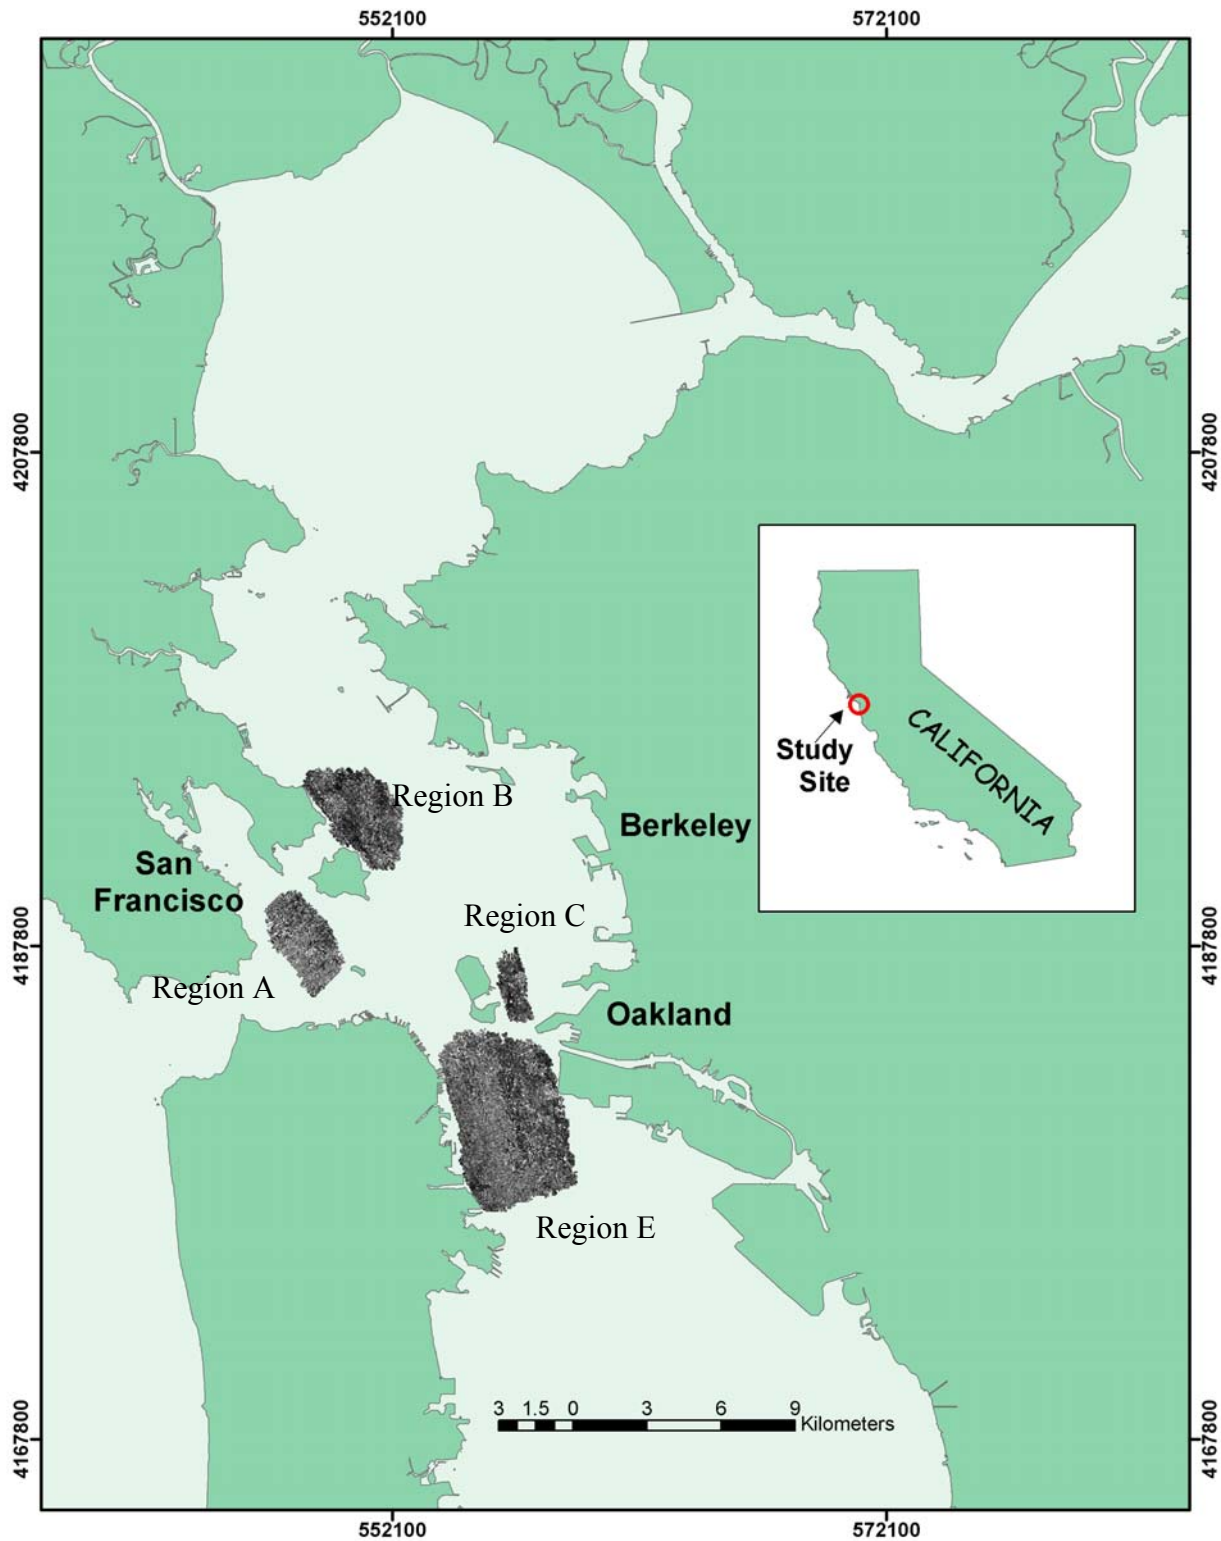 552100
572100
4207800
4207800
CALIFORNIA
Study
Site
Region B
Berkeley
San
Francisco
Region C
4187800
4187800
Region A
Oakland
Region E
3 1.5 0 3 6 9
Kilometers
4167800
4167800
552100
572100